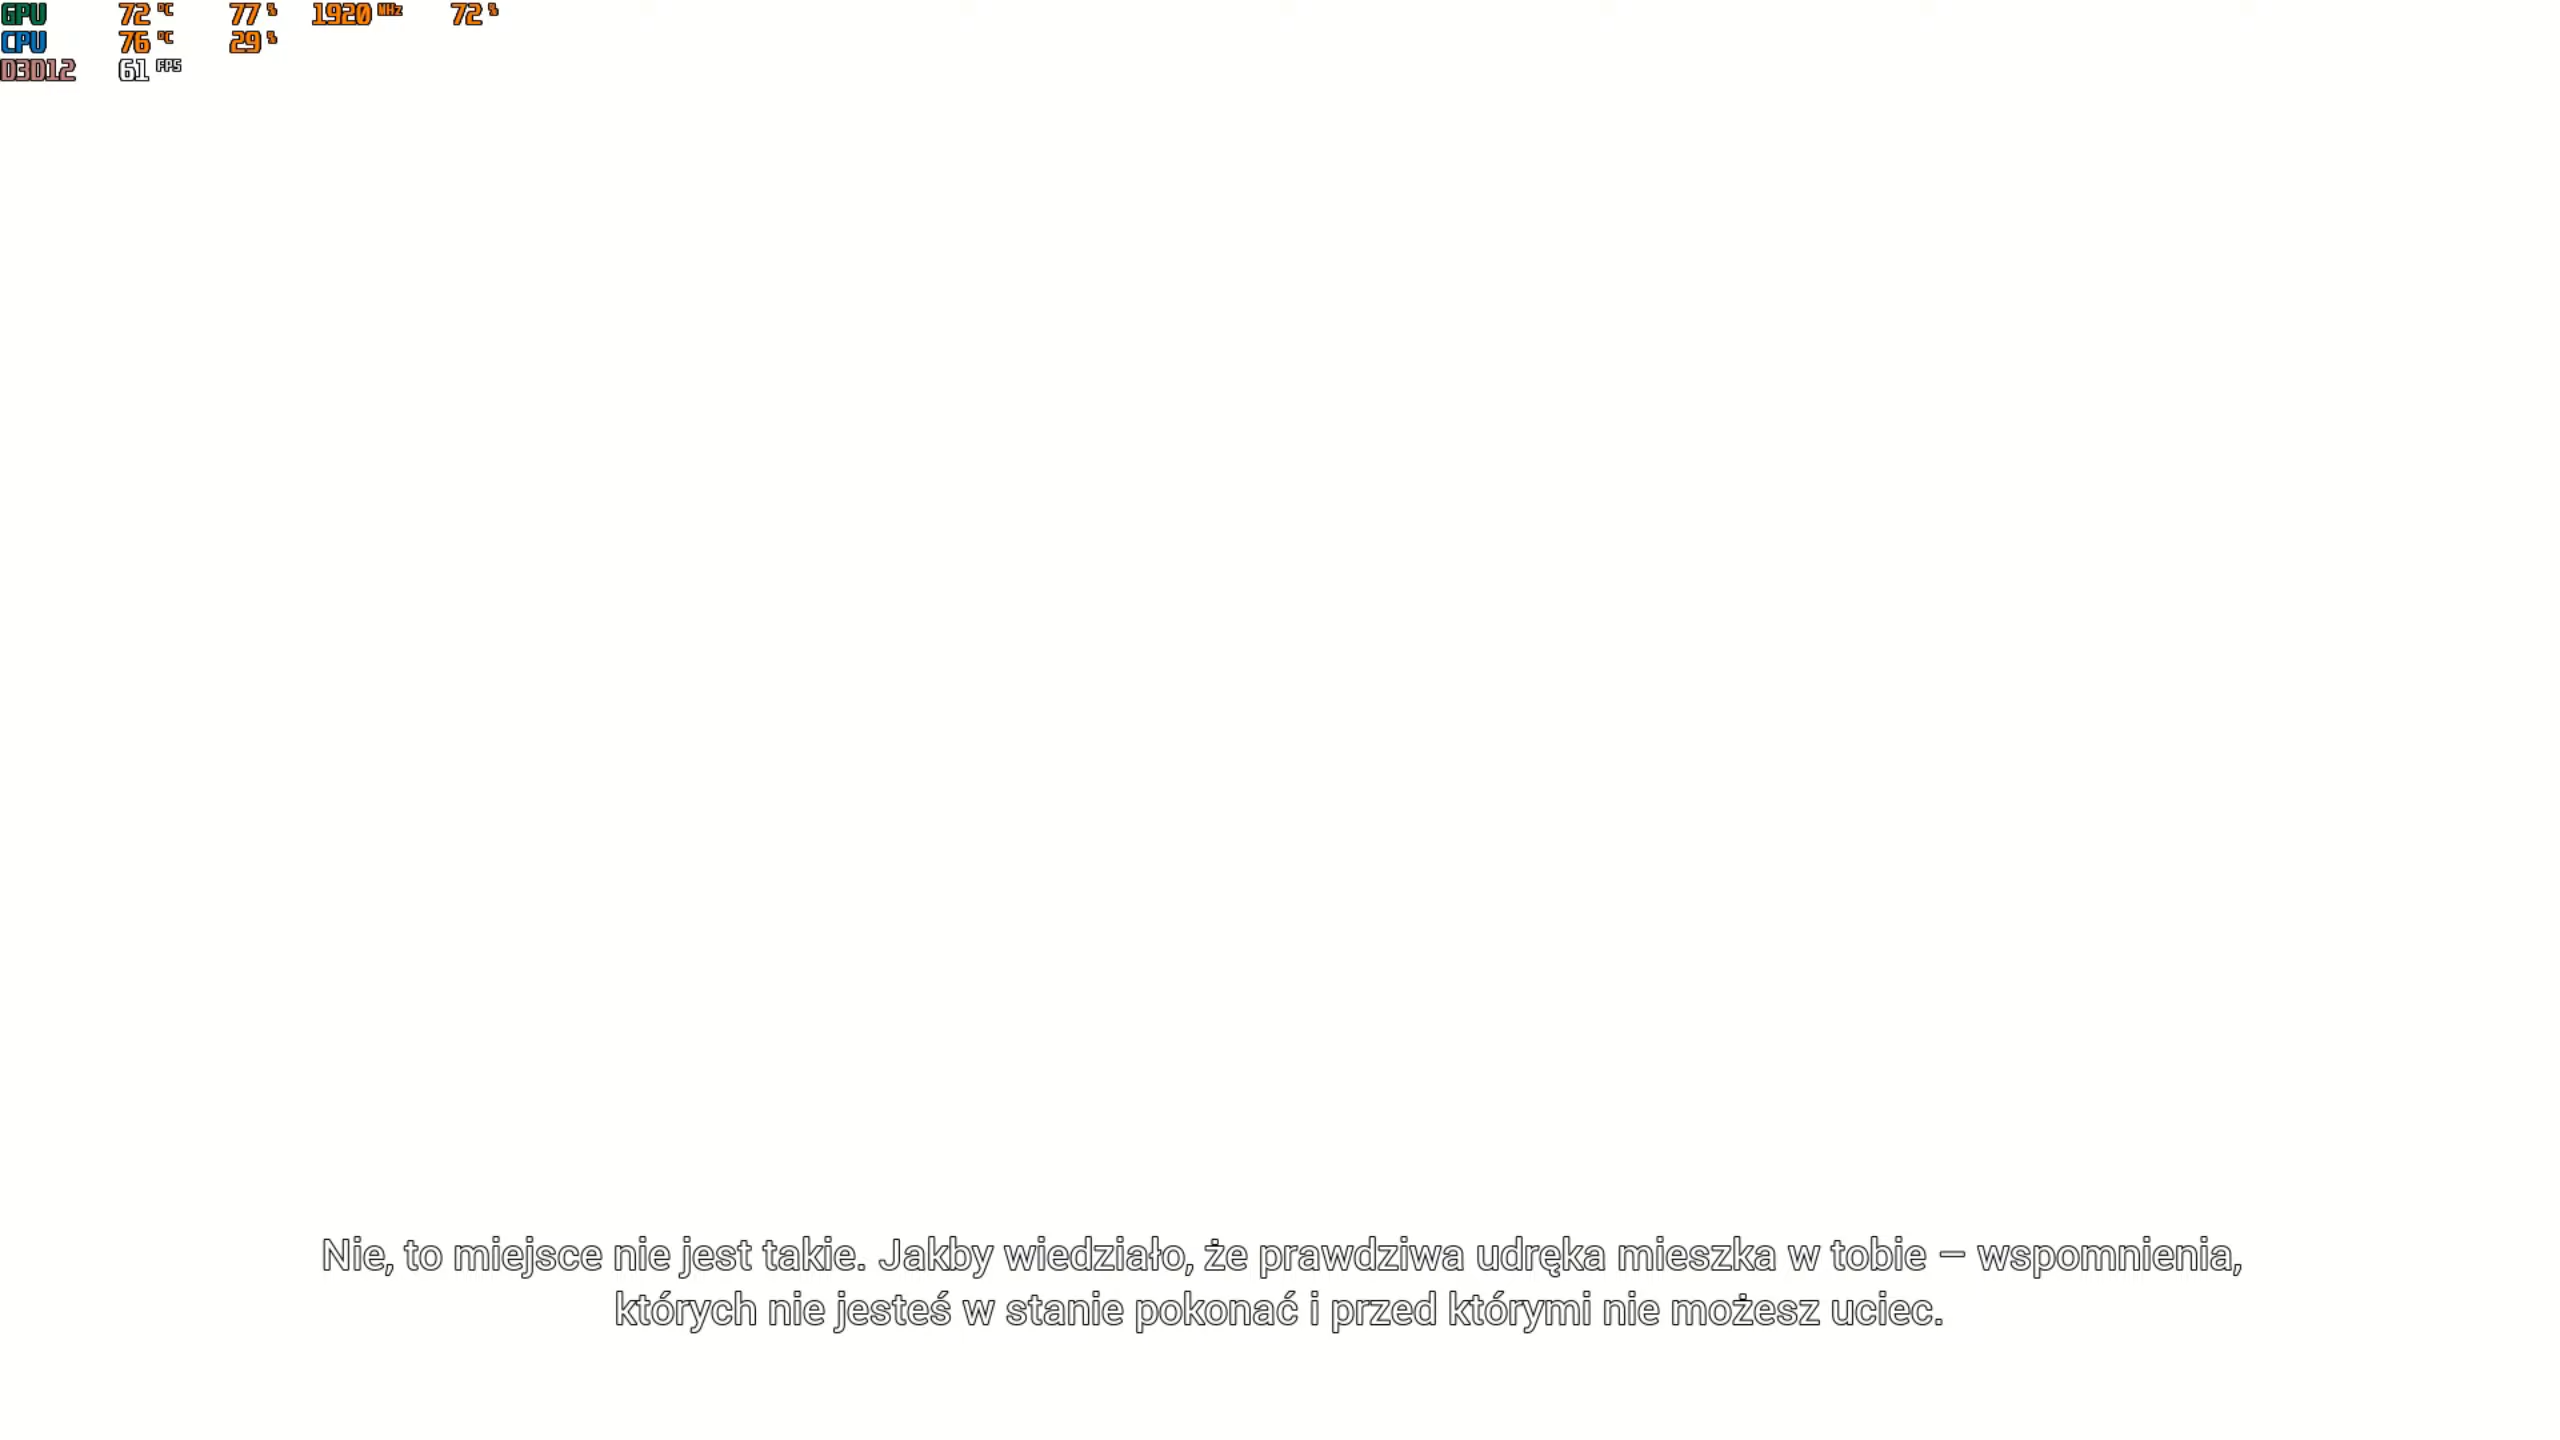 GPU 72 °C 77 % 1920 MHz 72 %
CPU 76 °C 29 %
D3D12 61 FPS
Nie, to miejsce nie jest takie. Jakby wiedziało, że prawdziwa udręka mieszka w tobie – wspomnienia,
których nie jesteś w stanie pokonać i przed którymi nie możesz uciec.